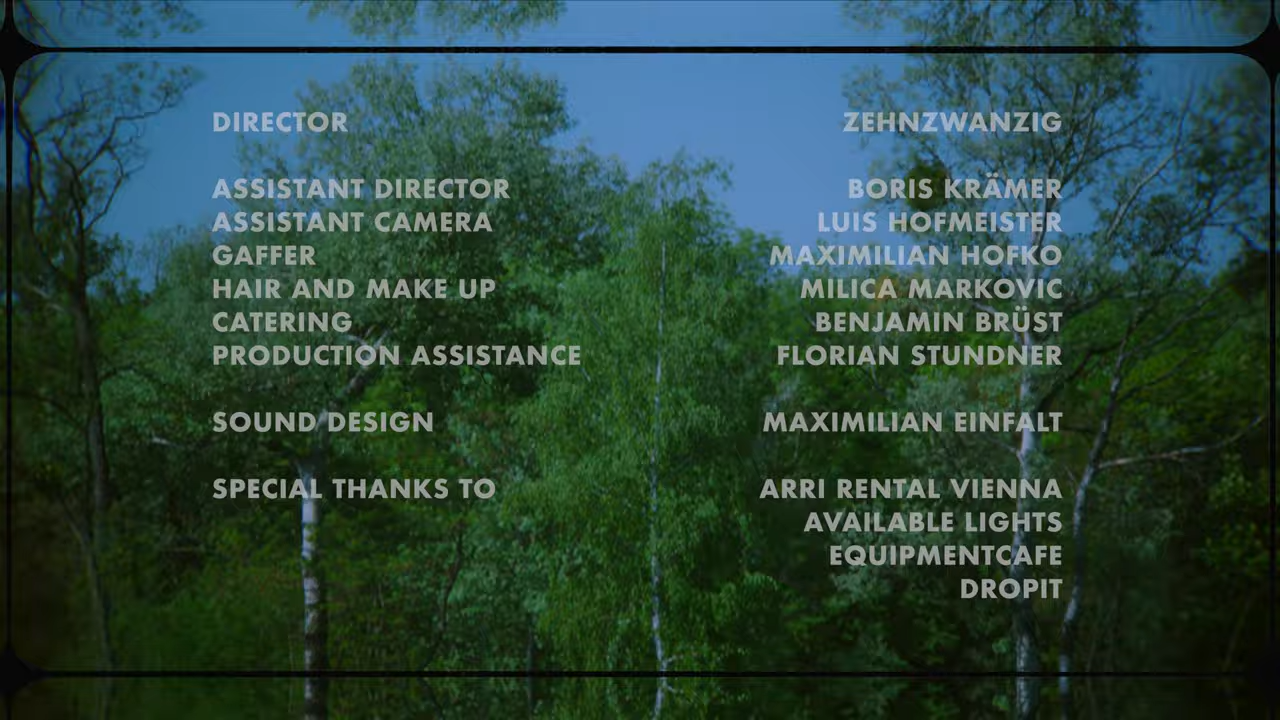 DIRECTOR ZEHNZWANZIG
ASSISTANT DIRECTOR BORIS KRÄMER
ASSISTANT CAMERA LUIS HOFMEISTER
GAFFER MAXIMILIAN HOFKO
HAIR AND MAKE UP MILICA MARKOVIC
CATERING BENJAMIN BRÜST
PRODUCTION ASSISTANCE FLORIAN STUNDNER
SOUND DESIGN MAXIMILIAN EINFALT
SPECIAL THANKS TO ARRI RENTAL VIENNA
AVAILABLE LIGHTS
EQUIPMENTCAFE
DROPIT